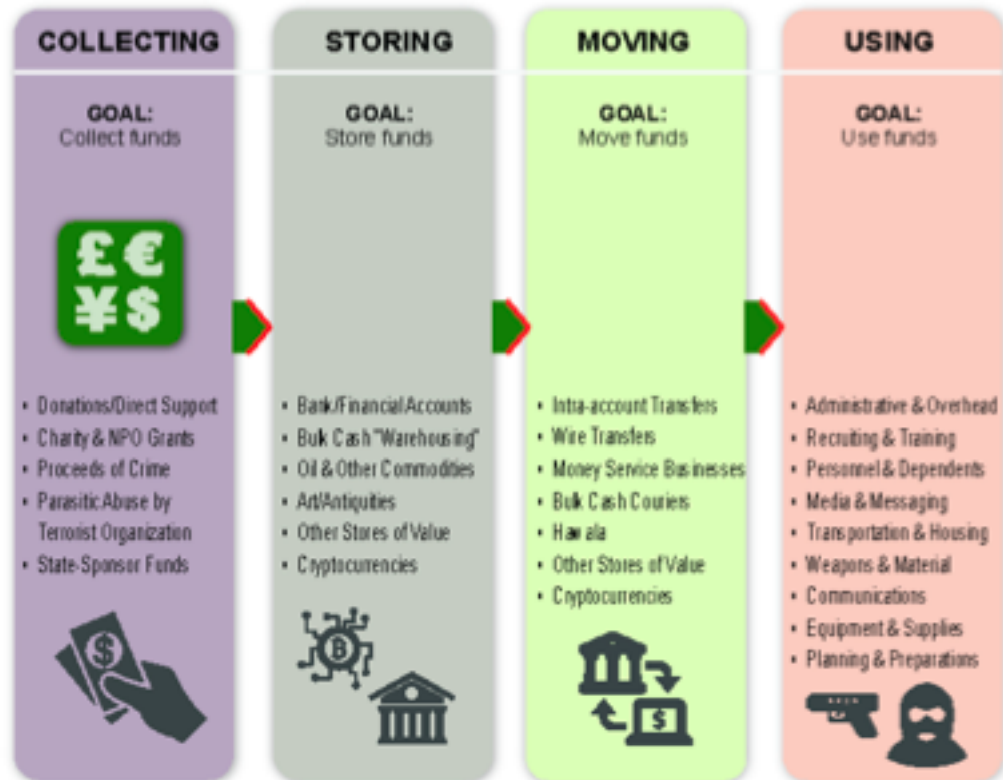 COLLECTING
GOAL:
Collect funds
£ €
¥ $
• Donations/Direct Support
• Charity & NPO Grants
• Proceeds of Crime
• Parasitic Abuse by
Terrorist Organization
• State-Sponsor Funds
$
STORING
GOAL:
Store funds
• Bank/Financial Accounts
• Bulk Cash "Warehousing"
• Oil & Other Commodities
• Art/Antiquities
• Other Stores of Value
• Cryptocurrencies
B
MOVING
GOAL:
Move funds
• Intra-account Transfers
• Wire Transfers
• Money Service Businesses
• Bulk Cash Couriers
• Hawala
• Other Stores of Value
• Cryptocurrencies
$
USING
GOAL:
Use funds
• Administrative & Overhead
• Recruiting & Training
• Personnel & Dependents
• Media & Messaging
• Transportation & Housing
• Weapons & Material
• Communications
• Equipment & Supplies
• Planning & Preparations